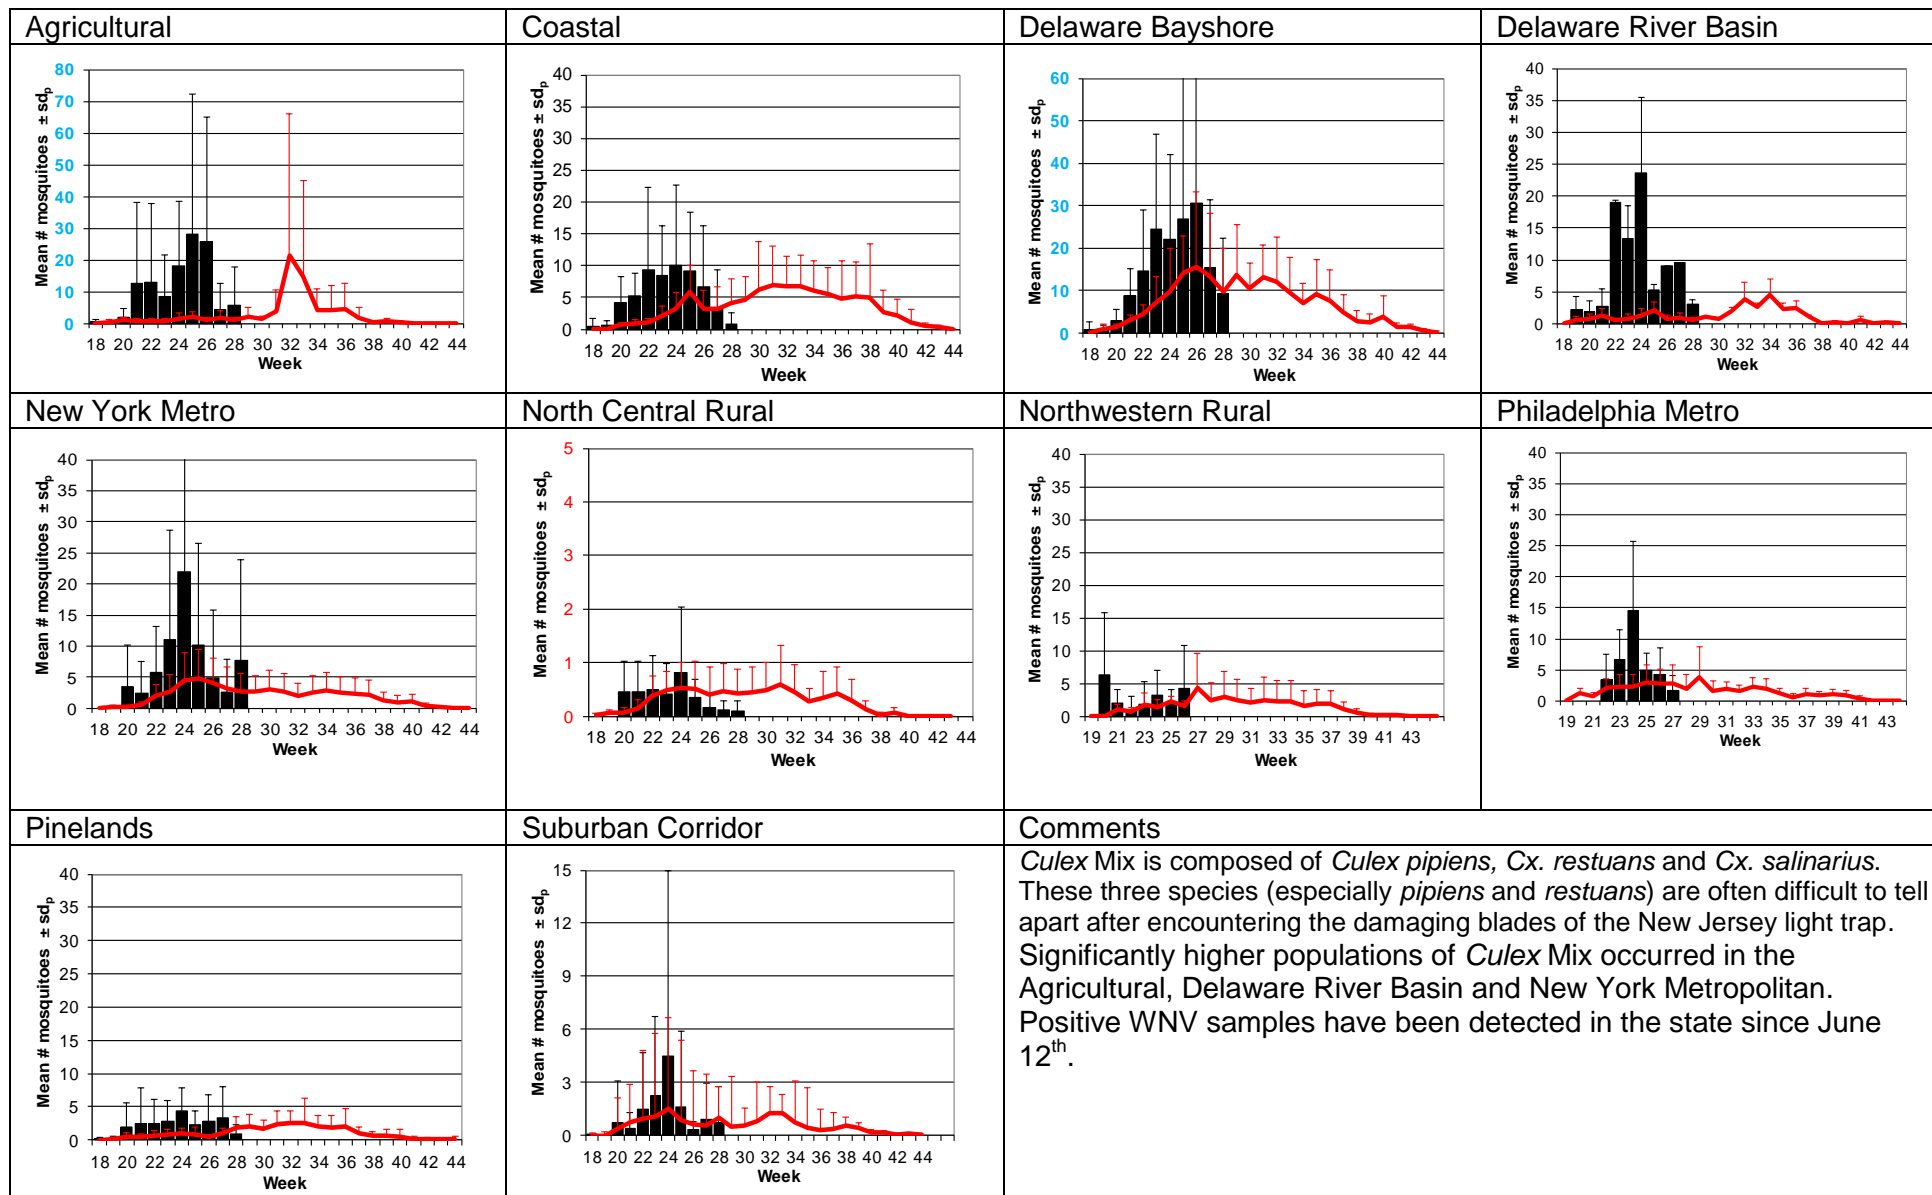 Agricultural
80
70
60
50
40
30
20
10
0
Mean # mosquitoes ± sdp
18 20 22 24 26 28 30 32 34 36 38 40 42 44
Week
Coastal
40
35
30
25
20
15
10
5
0
Mean # mosquitoes ± sdp
18 20 22 24 26 28 30 32 34 36 38 40 42 44
Week
Delaware Bayshore
60
50
40
30
20
10
0
Mean # mosquitoes ± sdp
18 20 22 24 26 28 30 32 34 36 38 40 42 44
Week
Delaware River Basin
40
35
30
25
20
15
10
5
0
Mean # mosquitoes ± sdp
18 20 22 24 26 28 30 32 34 36 38 40 42 44
Week
New York Metro
40
35
30
25
20
15
10
5
0
Mean # mosquitoes ± sdp
18 20 22 24 26 28 30 32 34 36 38 40 42 44
Week
North Central Rural
5
4
3
2
1
0
Mean # mosquitoes ± sdp
18 20 22 24 26 28 30 32 34 36 38 40 42 44
Week
Northwestern Rural
40
35
30
25
20
15
10
5
0
Mean # mosquitoes ± sdp
19 21 23 25 27 29 31 33 35 37 39 41 43
Week
Philadelphia Metro
40
35
30
25
20
15
10
5
0
Mean # mosquitoes ± sdp
19 21 23 25 27 29 31 33 35 37 39 41 43
Week
Pinelands
40
35
30
25
20
15
10
5
0
Mean # mosquitoes ± sdp
18 20 22 24 26 28 30 32 34 36 38 40 42 44
Week
Suburban Corridor
15
12
9
6
3
0
Mean # mosquitoes ± sdp
18 20 22 24 26 28 30 32 34 36 38 40 42 44
Week
Comments
Culex Mix is composed of Culex pipiens, Cx. restuans and Cx. salinarius.
These three species (especially pipiens and restuans) are often difficult to tell
apart after encountering the damaging blades of the New Jersey light trap.
Significantly higher populations of Culex Mix occurred in the
Agricultural, Delaware River Basin and New York Metropolitan.
Positive WNV samples have been detected in the state since June
12th.